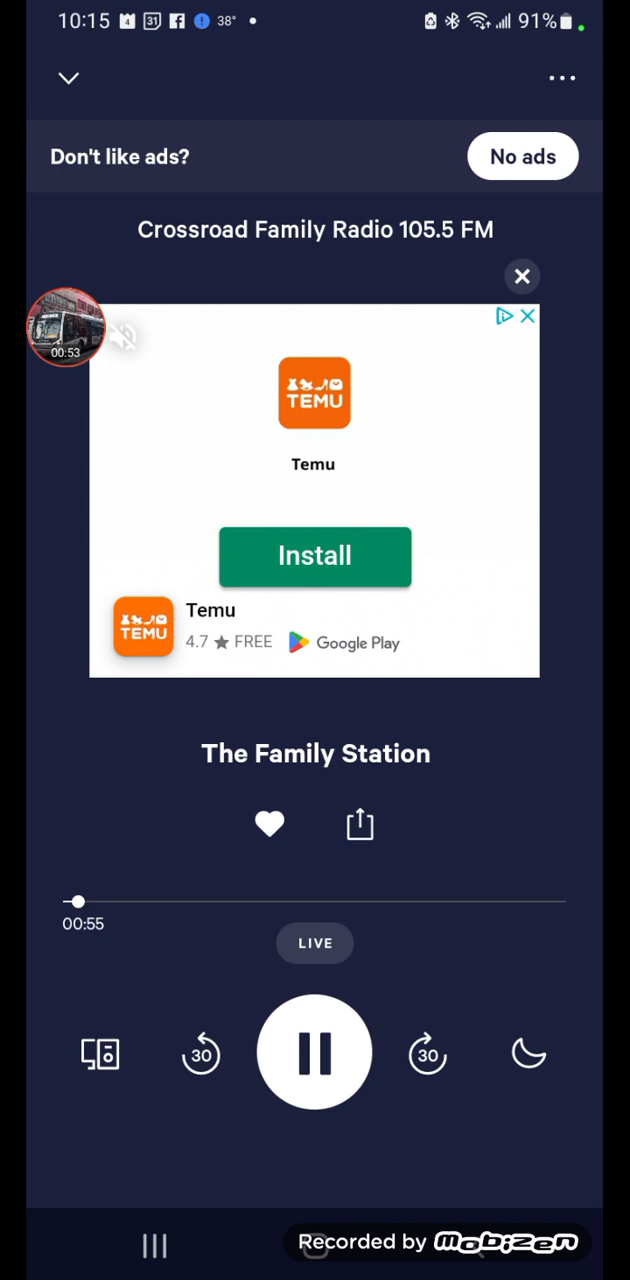 10:15 4 31 38° 91%
Don't like ads? No ads
Crossroad Family Radio 105.5 FM
00:53
TEMU
Temu
Install
TEMU
Temu
4.7 ★ FREE Google Play
The Family Station
00:55
LIVE
30 30
Recorded by mobizen